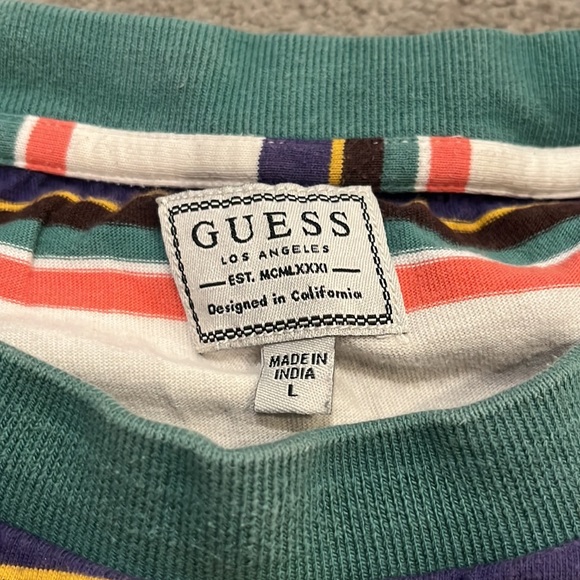 GUESS
LOS ANGELES
EST. MCMLXXXI
Designed in California
MADE IN
INDIA
L